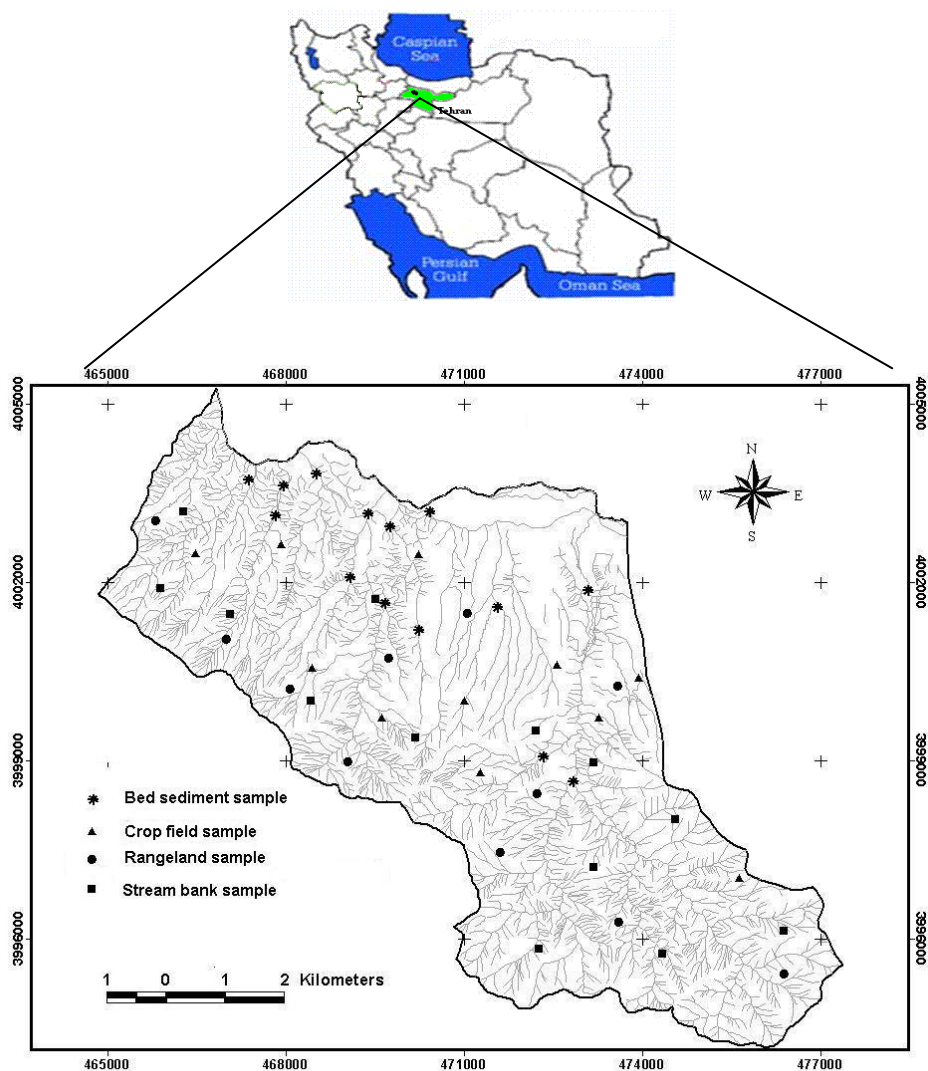 Caspian
Sea
Tehran
Persian
Gulf
Oman Sea
465000 468000 471000 474000 477000
4005000 4005000
N
W E
S
4002000 4002000
3999000 3999000
Bed sediment sample
Crop field sample
Rangeland sample
Stream bank sample
3996000 3996000
1 0 1 2 Kilometers
465000 468000 471000 474000 477000